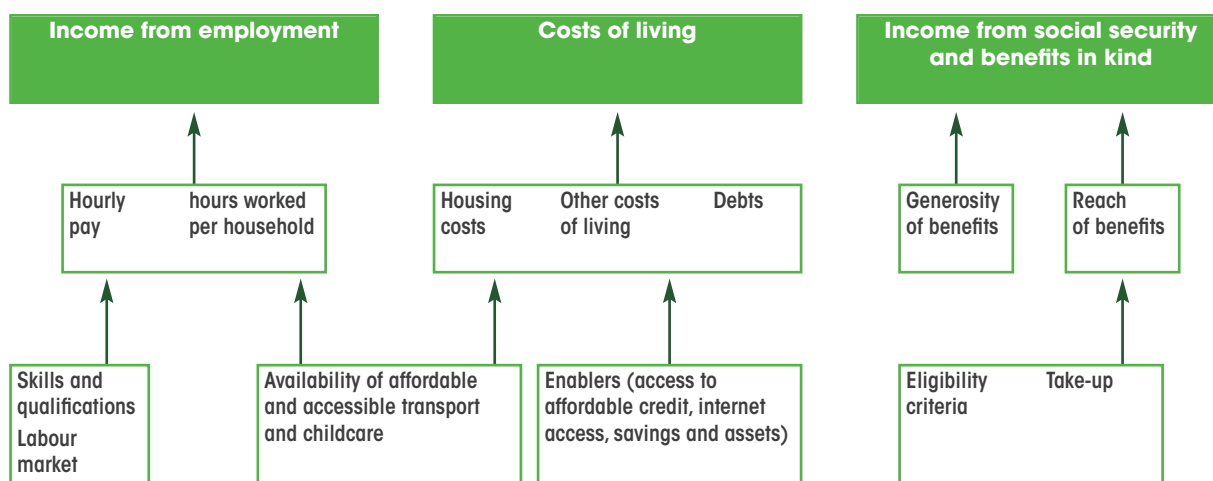 Income from employment
Costs of living
Income from social security
and benefits in kind
Hourly
pay
hours worked
per household
Housing
costs
Other costs
of living
Debts
Generosity
of benefits
Reach
of benefits
Skills and
qualifications
Labour
market
Availability of affordable
and accessible transport
and childcare
Enablers (access to
affordable credit, internet
access, savings and assets)
Eligibility
criteria
Take-up